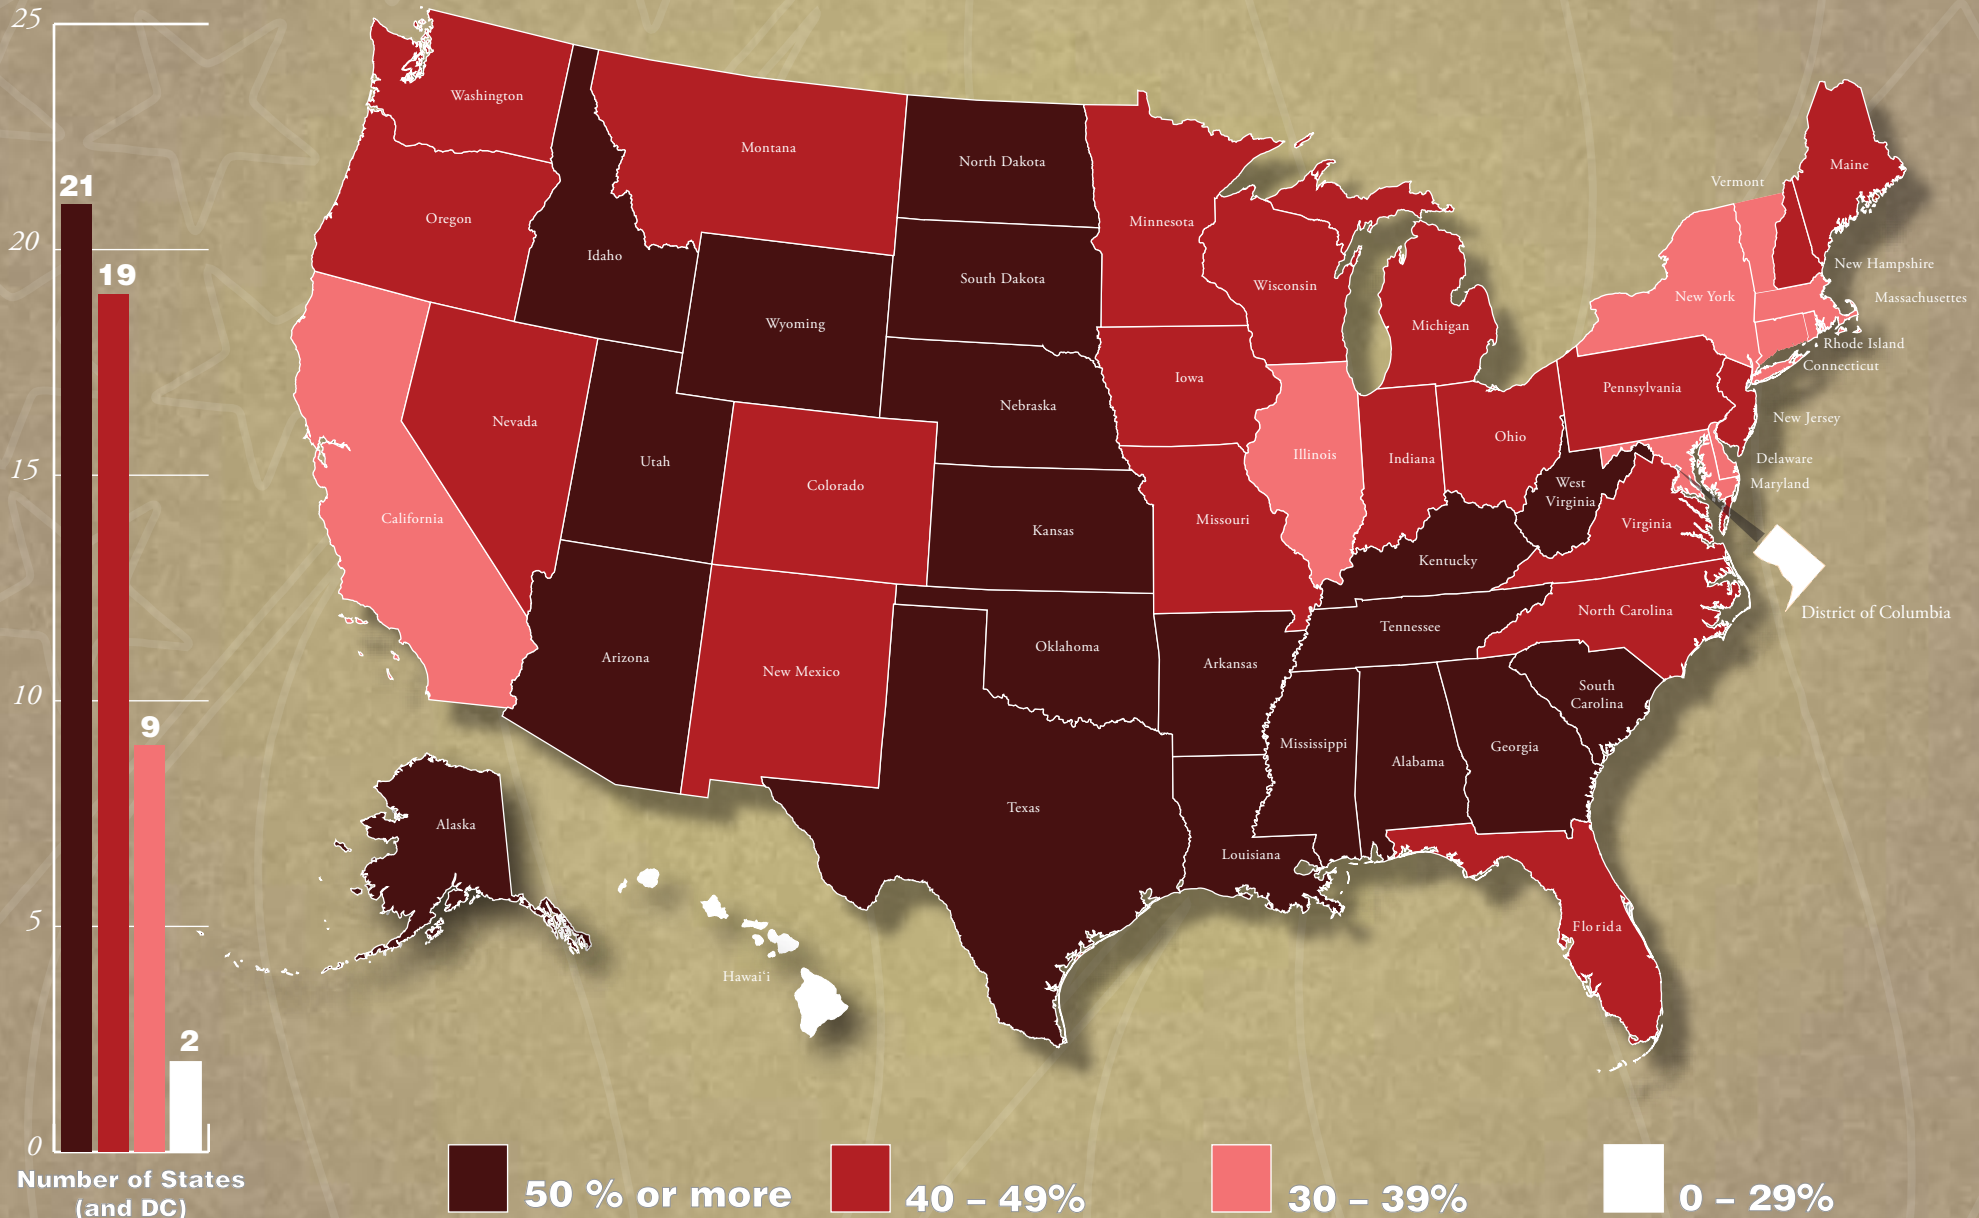 25
21
20
19
15
10
9
5
2
0
Number of States
(and DC)
Washington
Montana
North Dakota
Minnesota
Maine
Vermont
Oregon
Idaho
South Dakota
Wisconsin
New Hampshire
Massachusettes
New York
Wyoming
Michigan
Rhode Island
Connecticut
Iowa
Pennsylvania
Nebraska
New Jersey
Nevada
Ohio
Utah
Illinois
Indiana
Delaware
Colorado
Maryland
West
Virginia
California
Kansas
Missouri
Virginia
Kentucky
North Carolina
District of Columbia
Tennessee
Oklahoma
Arizona
New Mexico
Arkansas
South
Carolina
Mississippi
Georgia
Alabama
Texas
Alaska
Louisiana
Florida
Hawai‘i
50 % or more
40 – 49%
30 – 39%
0 – 29%